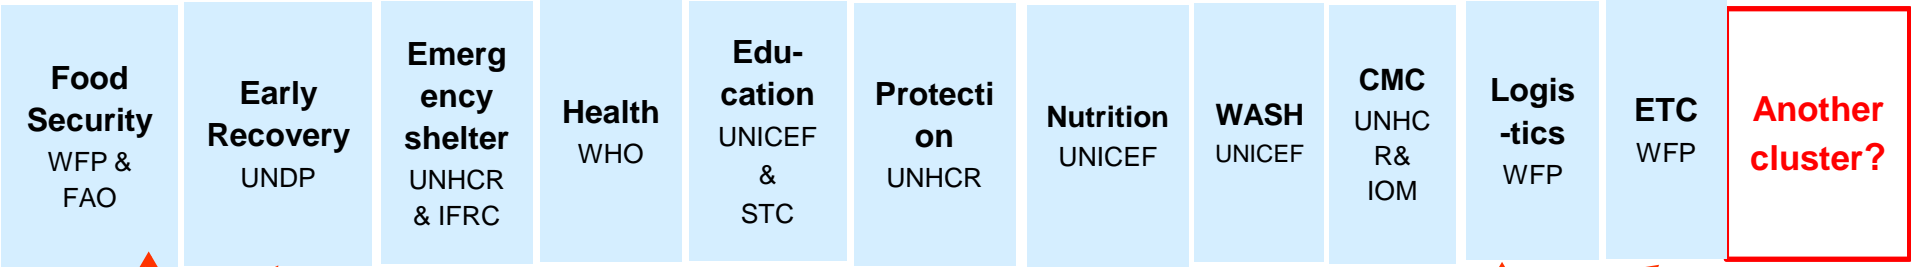 Food
Security
WFP &
FAO
Early
Recovery
UNDP
Emerg
ency
shelter
UNHCR
& IFRC
Health
WHO
Edu-
cation
UNICEF
&
STC
Protecti
on
UNHCR
Nutrition
UNICEF
WASH
UNICEF
CMC
UNHC
R&
IOM
Logis
-tics
WFP
ETC
WFP
Another
cluster?